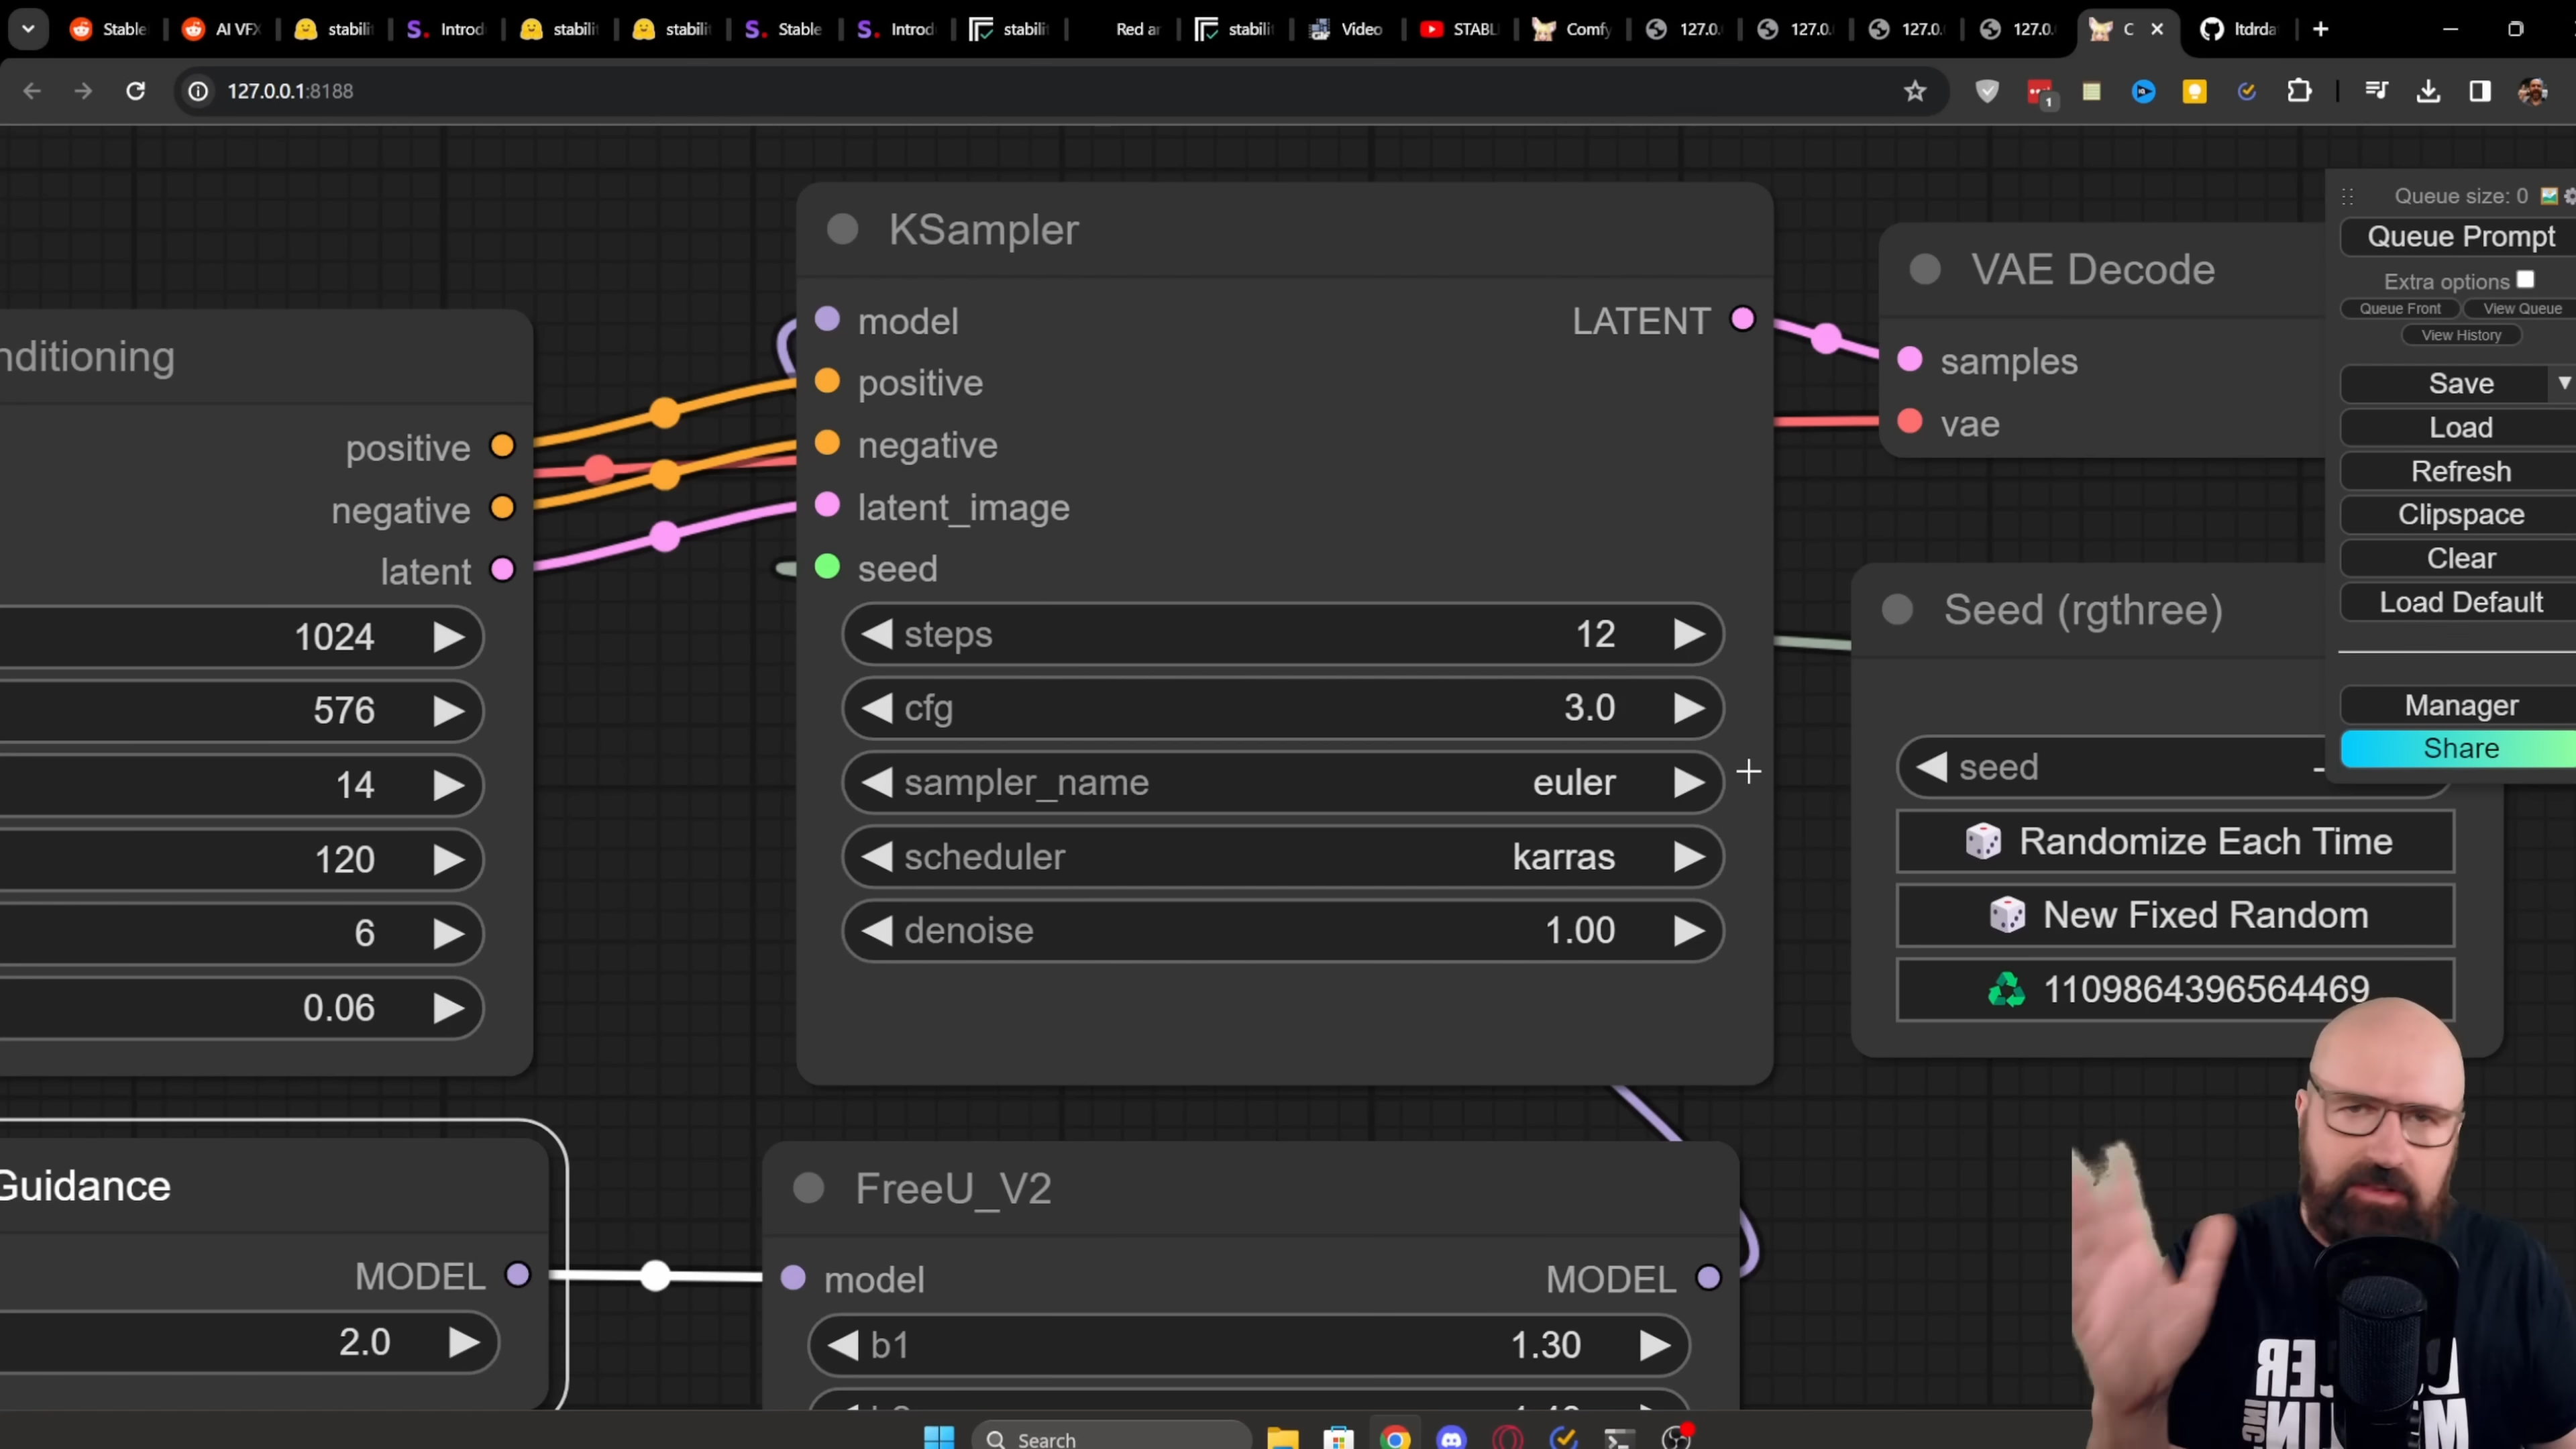 Stable
AI VFX
stabili
Introd
stabili
stabili
Stable
Introd
stabili
Red ar
stabili
Video
STABL
Comfy
127.0.
127.0.
127.0.
127.0.
C
ltdrda
127.0.0.1:8188
1
Queue size: 0
Queue Prompt
Extra options
Queue Front
View Queue
View History
Save
Load
Refresh
Clipspace
Clear
Load Default
Manager
Share
nditioning
positive
negative
latent
1024
576
14
120
6
0.06
KSampler
model
LATENT
positive
negative
latent_image
seed
steps 12
cfg 3.0
sampler_name euler
scheduler karras
denoise 1.00
VAE Decode
samples
vae
Seed (rgthree)
seed -
Randomize Each Time
New Fixed Random
1109864396564469
Guidance
MODEL
2.0
FreeU_V2
model
MODEL
b1 1.30
Search